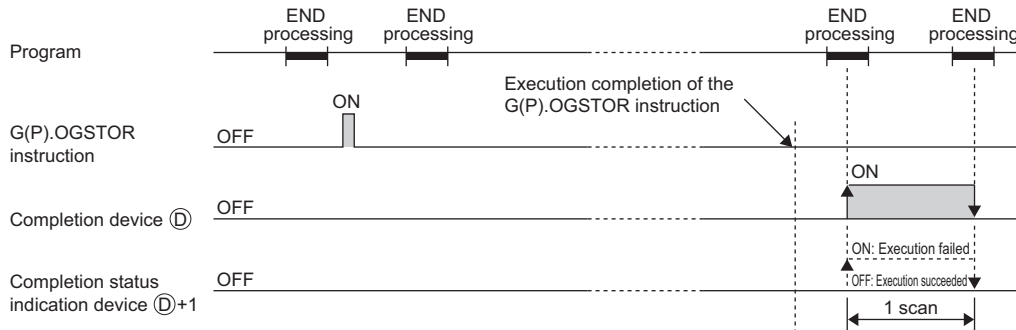 END
processing
END
processing
END
processing
END
processing
Program
Execution completion of the
G(P).OGSTOR instruction
ON
G(P).OGSTOR
instruction
OFF
ON
Completion device Ⓓ
OFF
ON: Execution failed
Completion status
indication device Ⓓ+1
OFF
OFF: Execution succeeded
1 scan